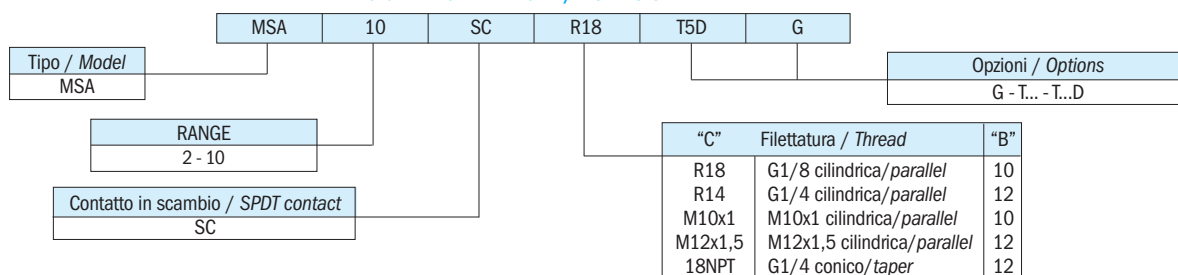 MSA 10 SC R18 T5D G
Tipo / Model
MSA
Opzioni / Options
G - T... - T...D
RANGE
2 - 10
"C" Filettatura / Thread "B"
R18 G1/8 cilindrica/parallel 10
R14 G1/4 cilindrica/parallel 12
M10x1 M10x1 cilindrica/parallel 10
M12x1,5 M12x1,5 cilindrica/parallel 12
18NPT G1/4 conico/taper 12
Contatto in scambio / SPDT contact
SC